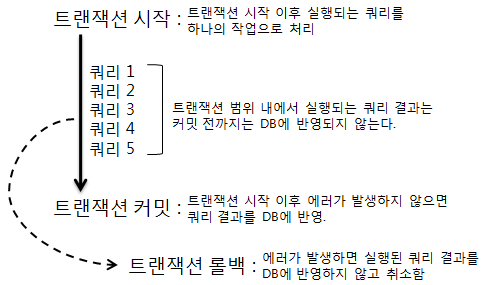 트랜잭션 시작 : 트랜잭션 시작 이후 실행되는 쿼리를
하나의 작업으로 처리
쿼리 1
쿼리 2
쿼리 3
쿼리 4
쿼리 5
트랜잭션 범위 내에서 실행되는 쿼리 결과는
커밋 전까지는 DB에 반영되지 않는다.
트랜잭션 커밋 : 트랜잭션 시작 이후 에러가 발생하지 않으면
쿼리 결과를 DB에 반영.
트랜잭션 롤백 : 에러가 발생하면 실행된 쿼리 결과를
DB에 반영하지 않고 취소함